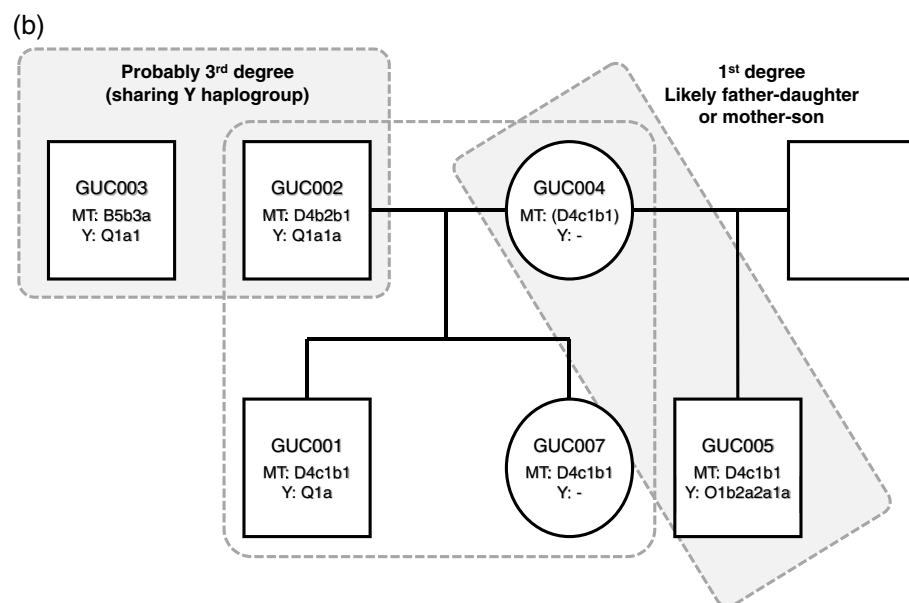 (b)
Probably 3rd degree
(sharing Y haplogroup)
1st degree
Likely father-daughter
or mother-son
GUC003
MT: B5b3a
Y: Q1a1
GUC002
MT: D4b2b1
Y: Q1a1a
GUC004
MT: (D4c1b1)
Y: -
GUC001
MT: D4c1b1
Y: Q1a
GUC007
MT: D4c1b1
Y: -
GUC005
MT: D4c1b1
Y: O1b2a2a1a